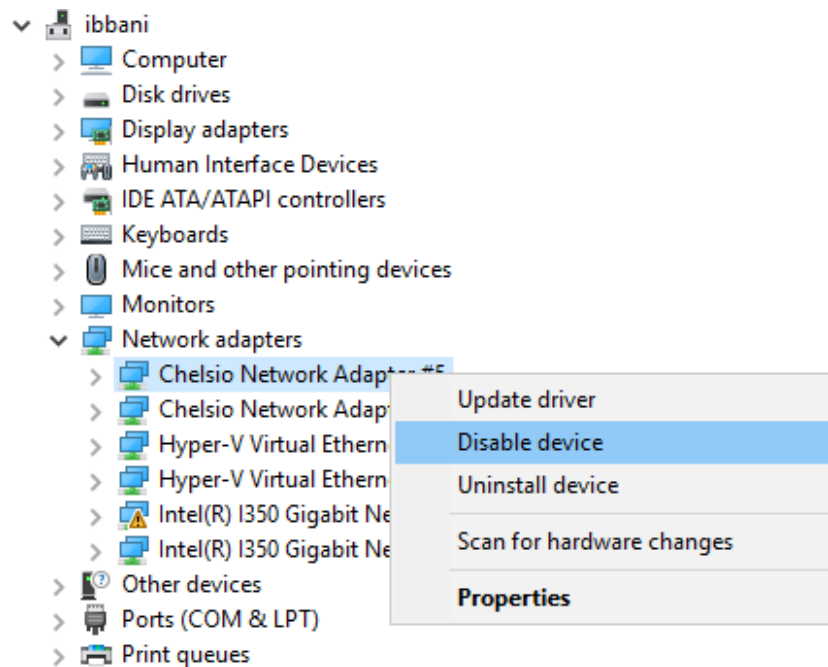 ibbani
Computer
Disk drives
Display adapters
Human Interface Devices
IDE ATA/ATAPI controllers
Keyboards
Mice and other pointing devices
Monitors
Network adapters
Chelsio Network Adapter #5
Chelsio Network Adap
Hyper-V Virtual Ethern
Hyper-V Virtual Ethern
Intel(R) I350 Gigabit Ne
Intel(R) I350 Gigabit Ne
Other devices
Ports (COM & LPT)
Print queues
Update driver
Disable device
Uninstall device
Scan for hardware changes
Properties